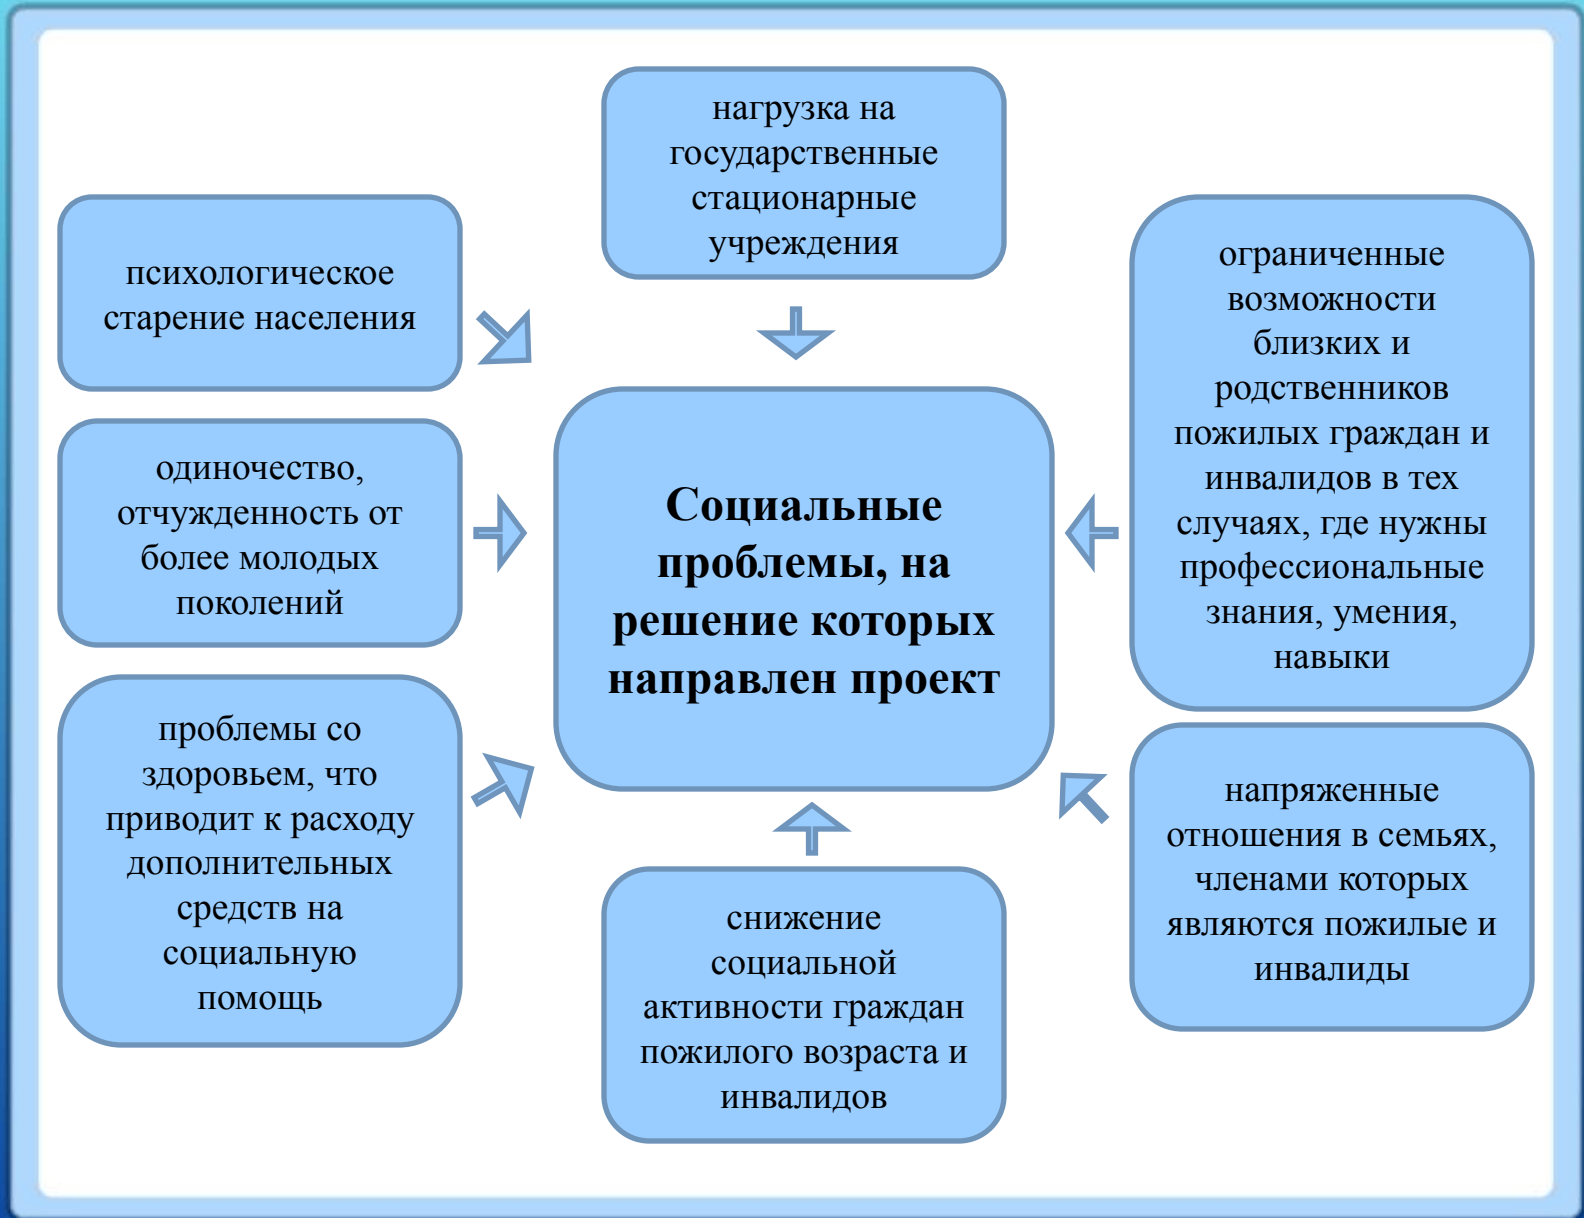 нагрузка на
государственные
стационарные
учреждения
психологическое
старение населения
одиночество,
отчужденность от
более молодых
поколений
проблемы со
здоровьем, что
приводит к расходу
дополнительных
средств на
социальную
помощь
Социальные
проблемы, на
решение которых
направлен проект
снижение
социальной
активности граждан
пожилого возраста и
инвалидов
ограниченные
возможности
близких и
родственников
пожилых граждан и
инвалидов в тех
случаях, где нужны
профессиональные
знания, умения,
навыки
напряженные
отношения в семьях,
членами которых
являются пожилые и
инвалиды